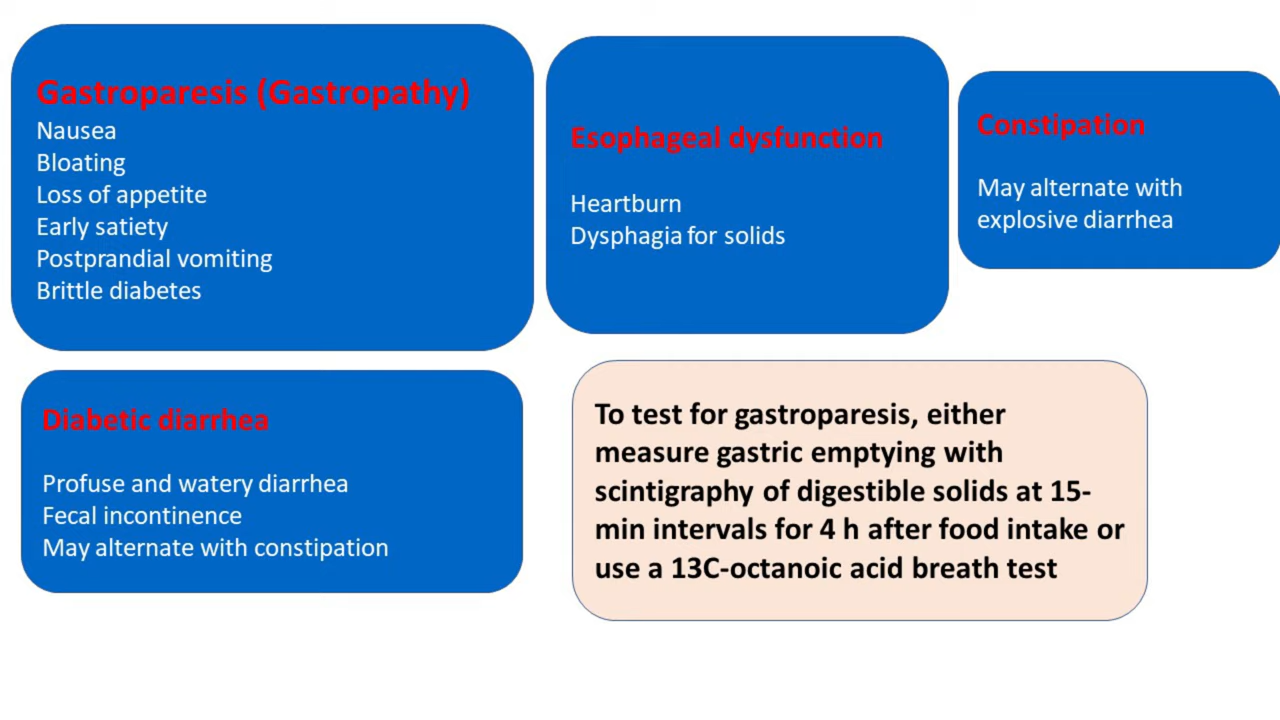 Gastroparesis (Gastropathy)
Nausea
Bloating
Loss of appetite
Early satiety
Postprandial vomiting
Brittle diabetes
Esophageal dysfunction
Heartburn
Dysphagia for solids
Constipation
May alternate with
explosive diarrhea
Diabetic diarrhea
Profuse and watery diarrhea
Fecal incontinence
May alternate with constipation
To test for gastroparesis, either
measure gastric emptying with
scintigraphy of digestible solids at 15-
min intervals for 4 h after food intake or
use a 13C-octanoic acid breath test